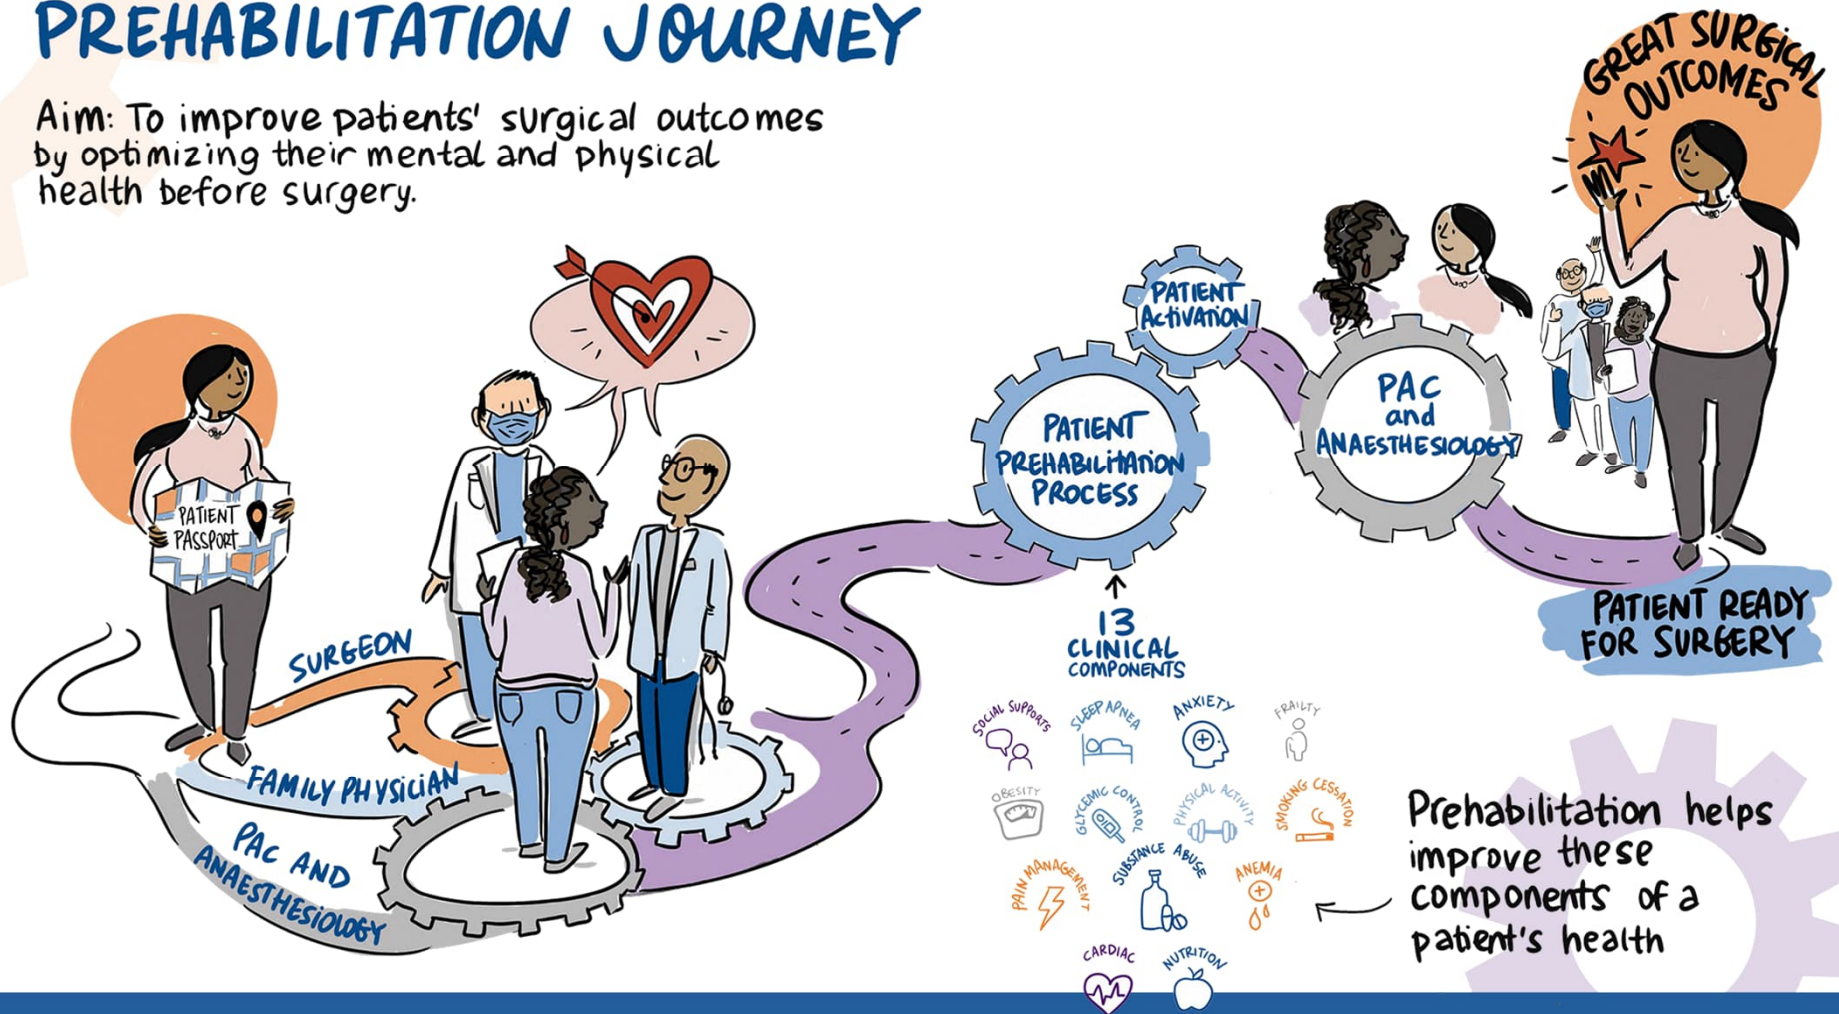 PREHABILITATION JOURNEY
Aim: To improve patients' surgical outcomes
by optimizing their mental and physical
health before surgery.
GREAT SURGICAL
OUTCOMES
PATIENT
ACTIVATION
PATIENT
PREHABILITATION
PROCESS
PAC
and
ANAESTHESIOLOGY
PATIENT
PASSPORT
SURGEON
FAMILY PHYSICIAN
PAC AND
ANAESTHESIOLOGY
PATIENT READY
FOR SURGERY
13
CLINICAL
COMPONENTS
SOCIAL SUPPORTS
SLEEP APNEA
ANXIETY
FRAILTY
OBESITY
GLYCEMIC CONTROL
PHYSICAL ACTIVITY
SMOKING CESSATION
PAIN MANAGEMENT
SUBSTANCE ABUSE
ANEMIA
CARDIAC
NUTRITION
Prehabilitation helps
improve these
components of a
patient's health